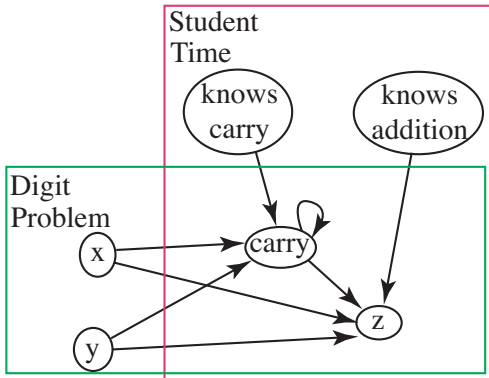 Student
Time
knows
carry
knows
addition
Digit
Problem
x
carry
z
y